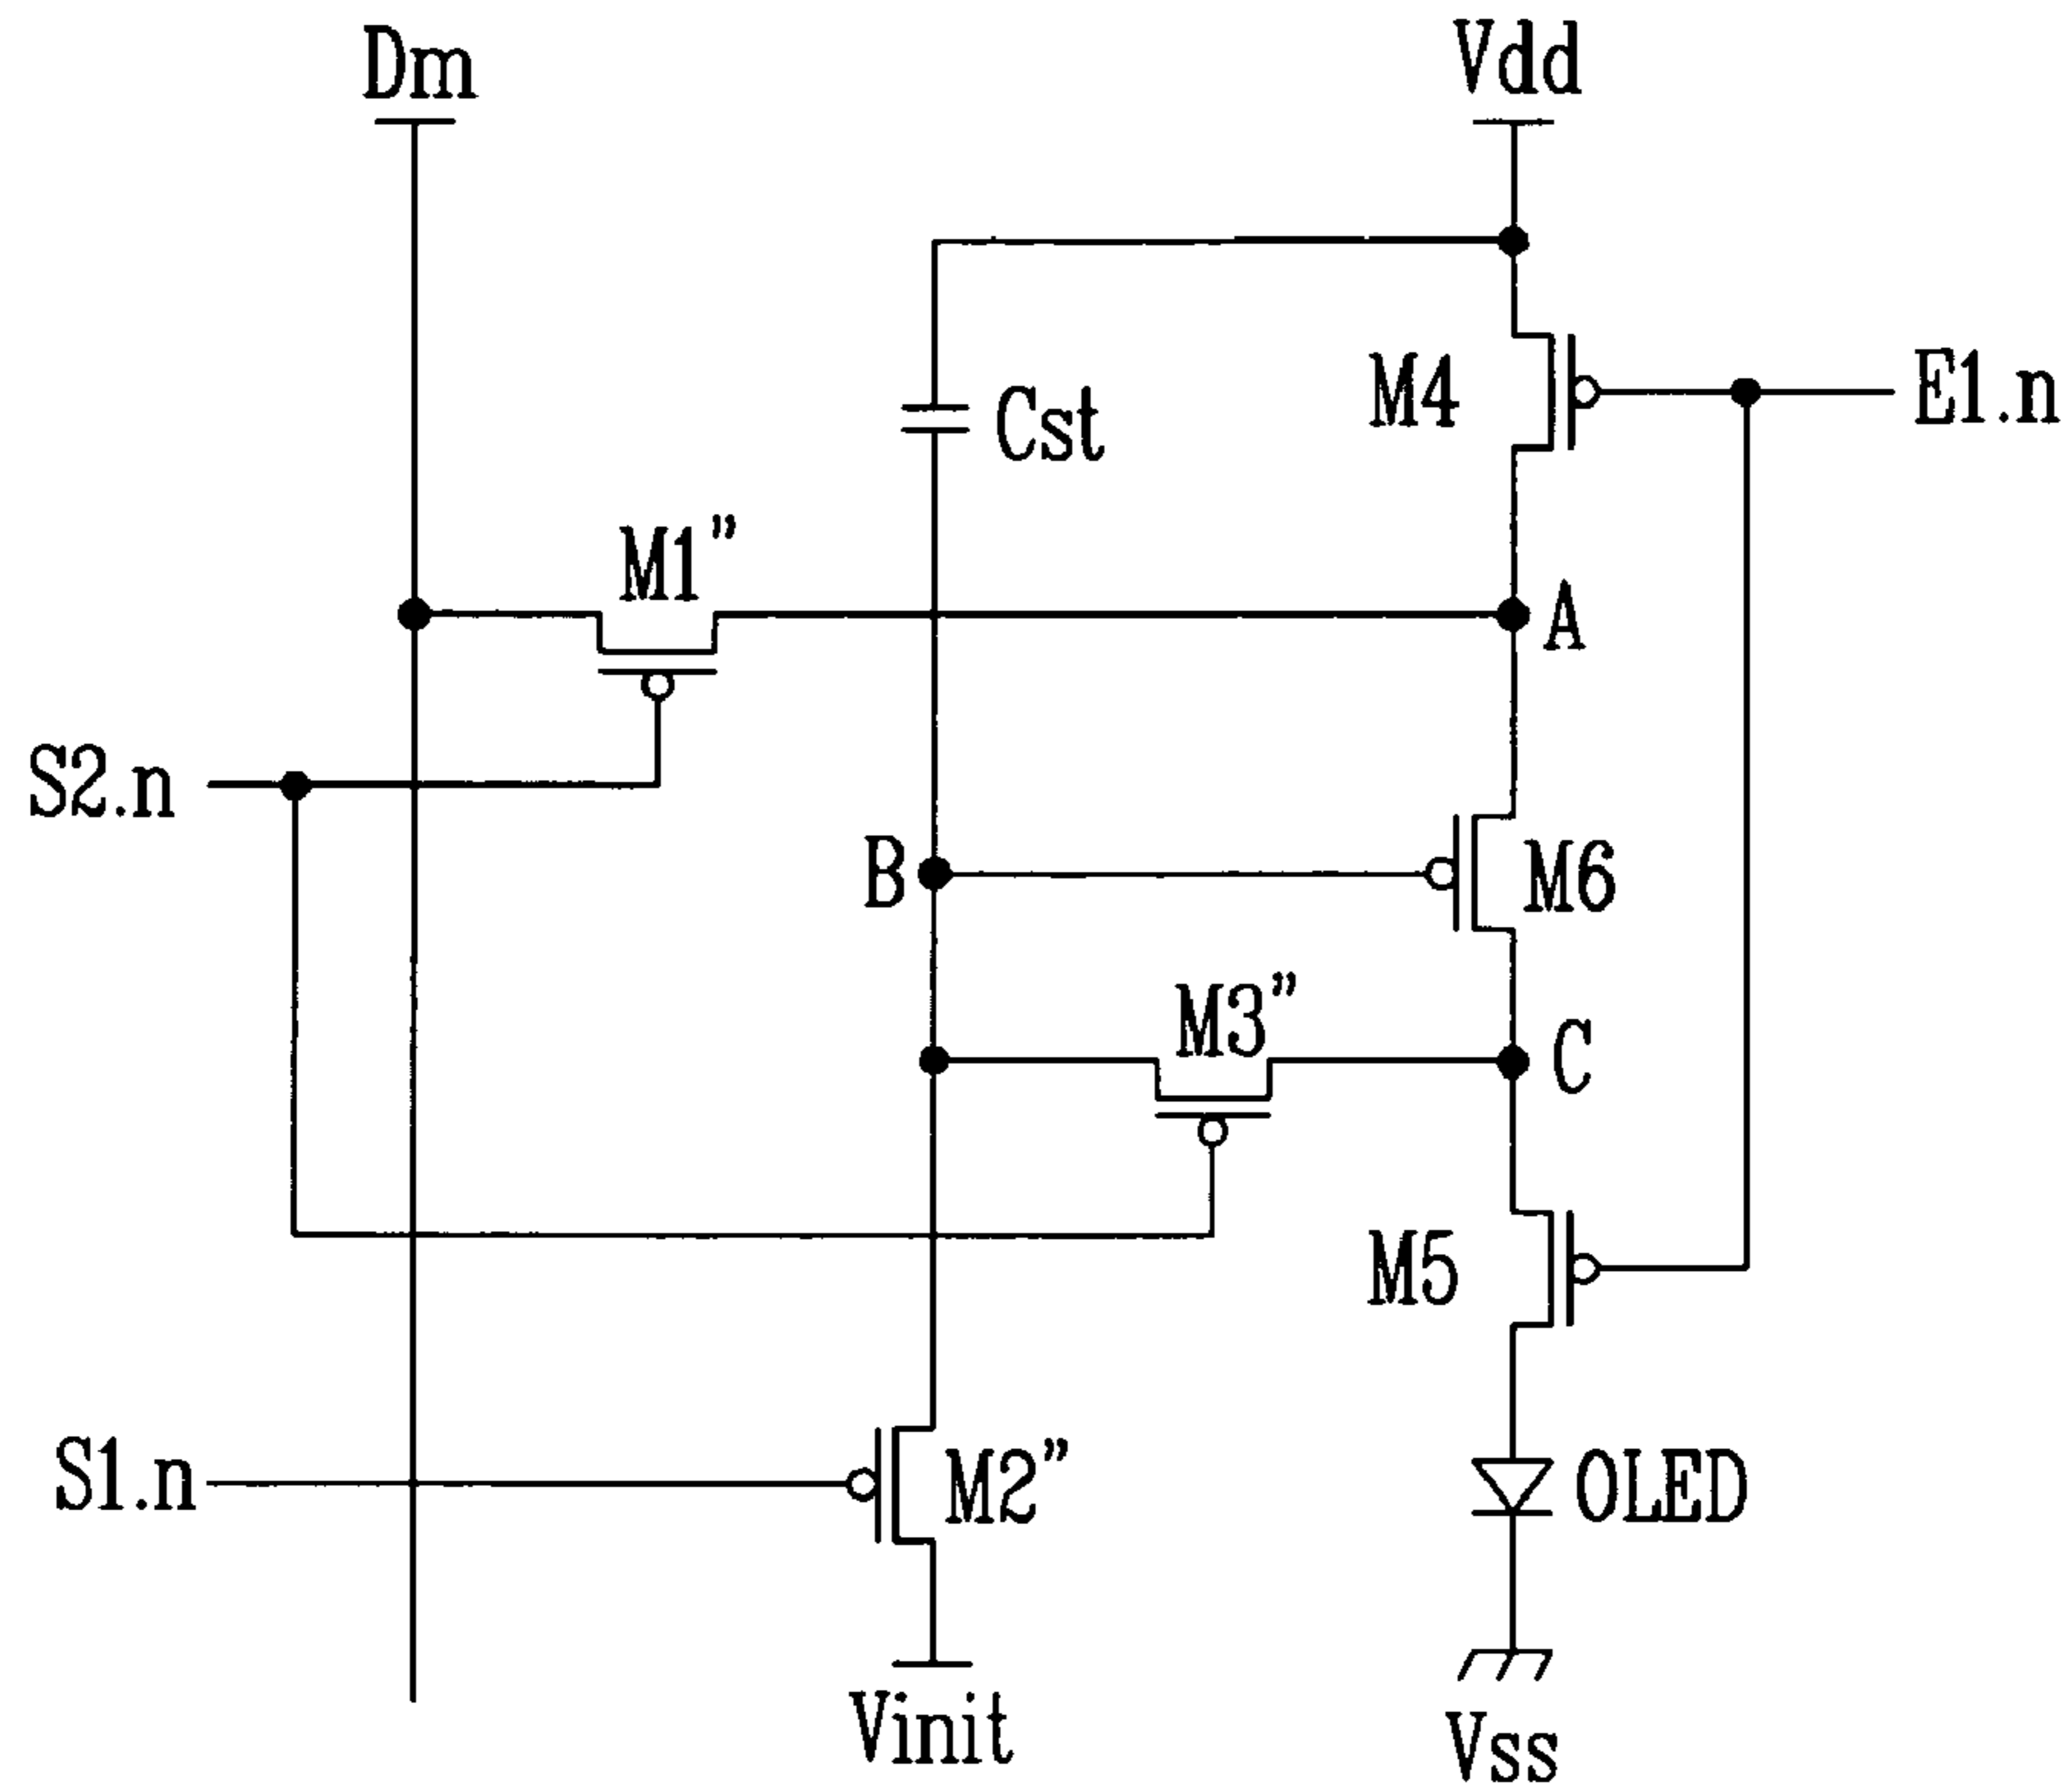 Dm
Vdd
M4
E1.n
Cst
M1”
A
S2.n
B
M6
M3”
C
M5
S1.n
M2”
OLED
Vinit
Vss